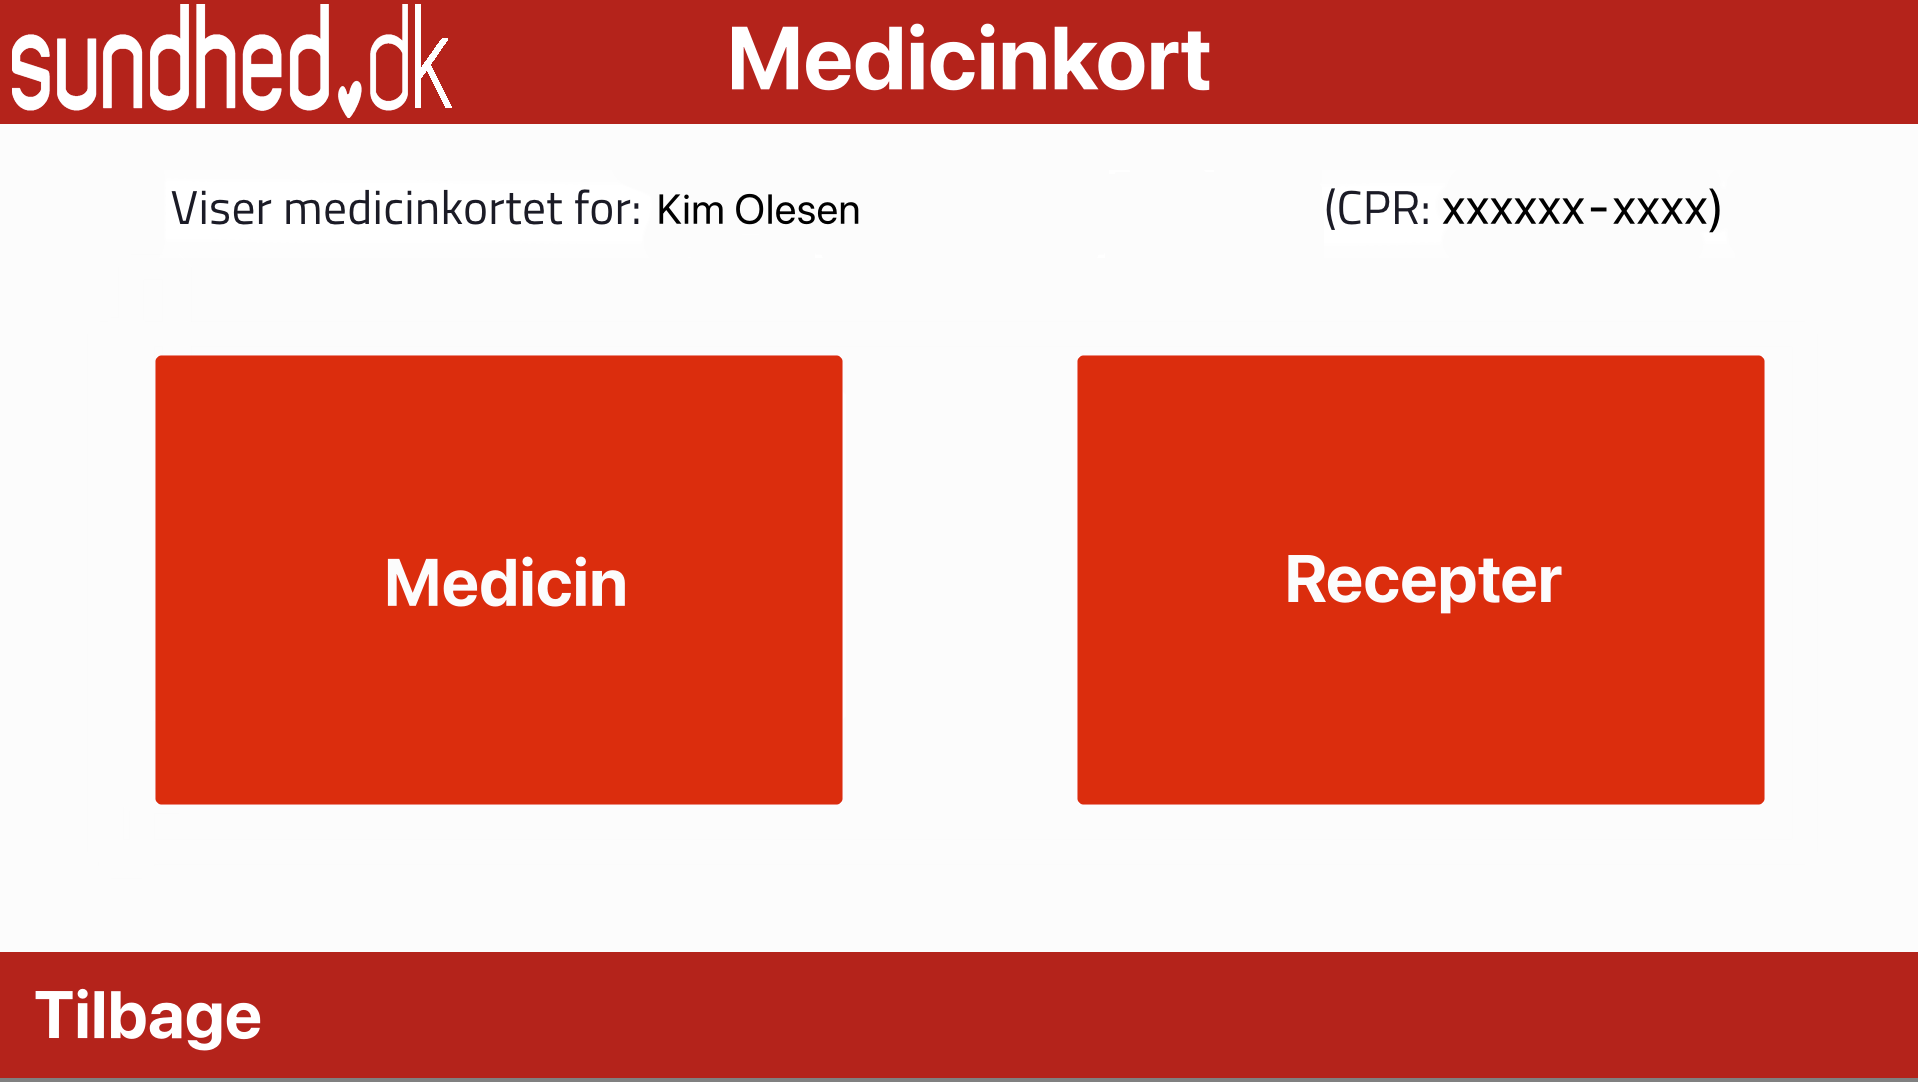 sundhed.dk
Medicinkort
Viser medicinkortet for: Kim Olesen (CPR: xxxxxx-xxxx)
Medicin
Recepter
Tilbage